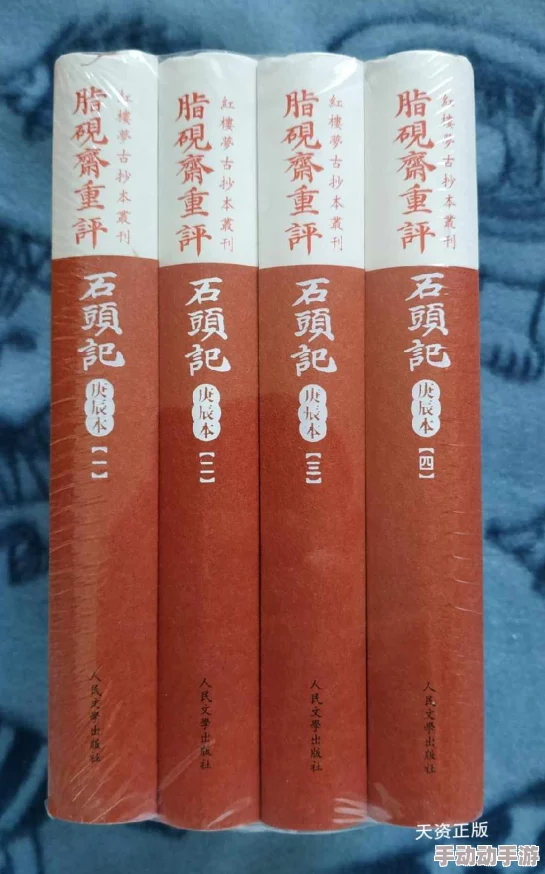 紅樓夢古抄本叢刊
脂硯齋重評
石頭記
庚辰本
【一】
人民文學出版社
紅樓夢古抄本叢刊
脂硯齋重評
石頭記
庚辰本
【二】
人民文學出版社
紅樓夢古抄本叢刊
脂硯齋重評
石頭記
庚辰本
【三】
人民文學出版社
紅樓夢古抄本叢刊
脂硯齋重評
石頭記
庚辰本
【四】
人民文學出版社
天资正版
手动动手游